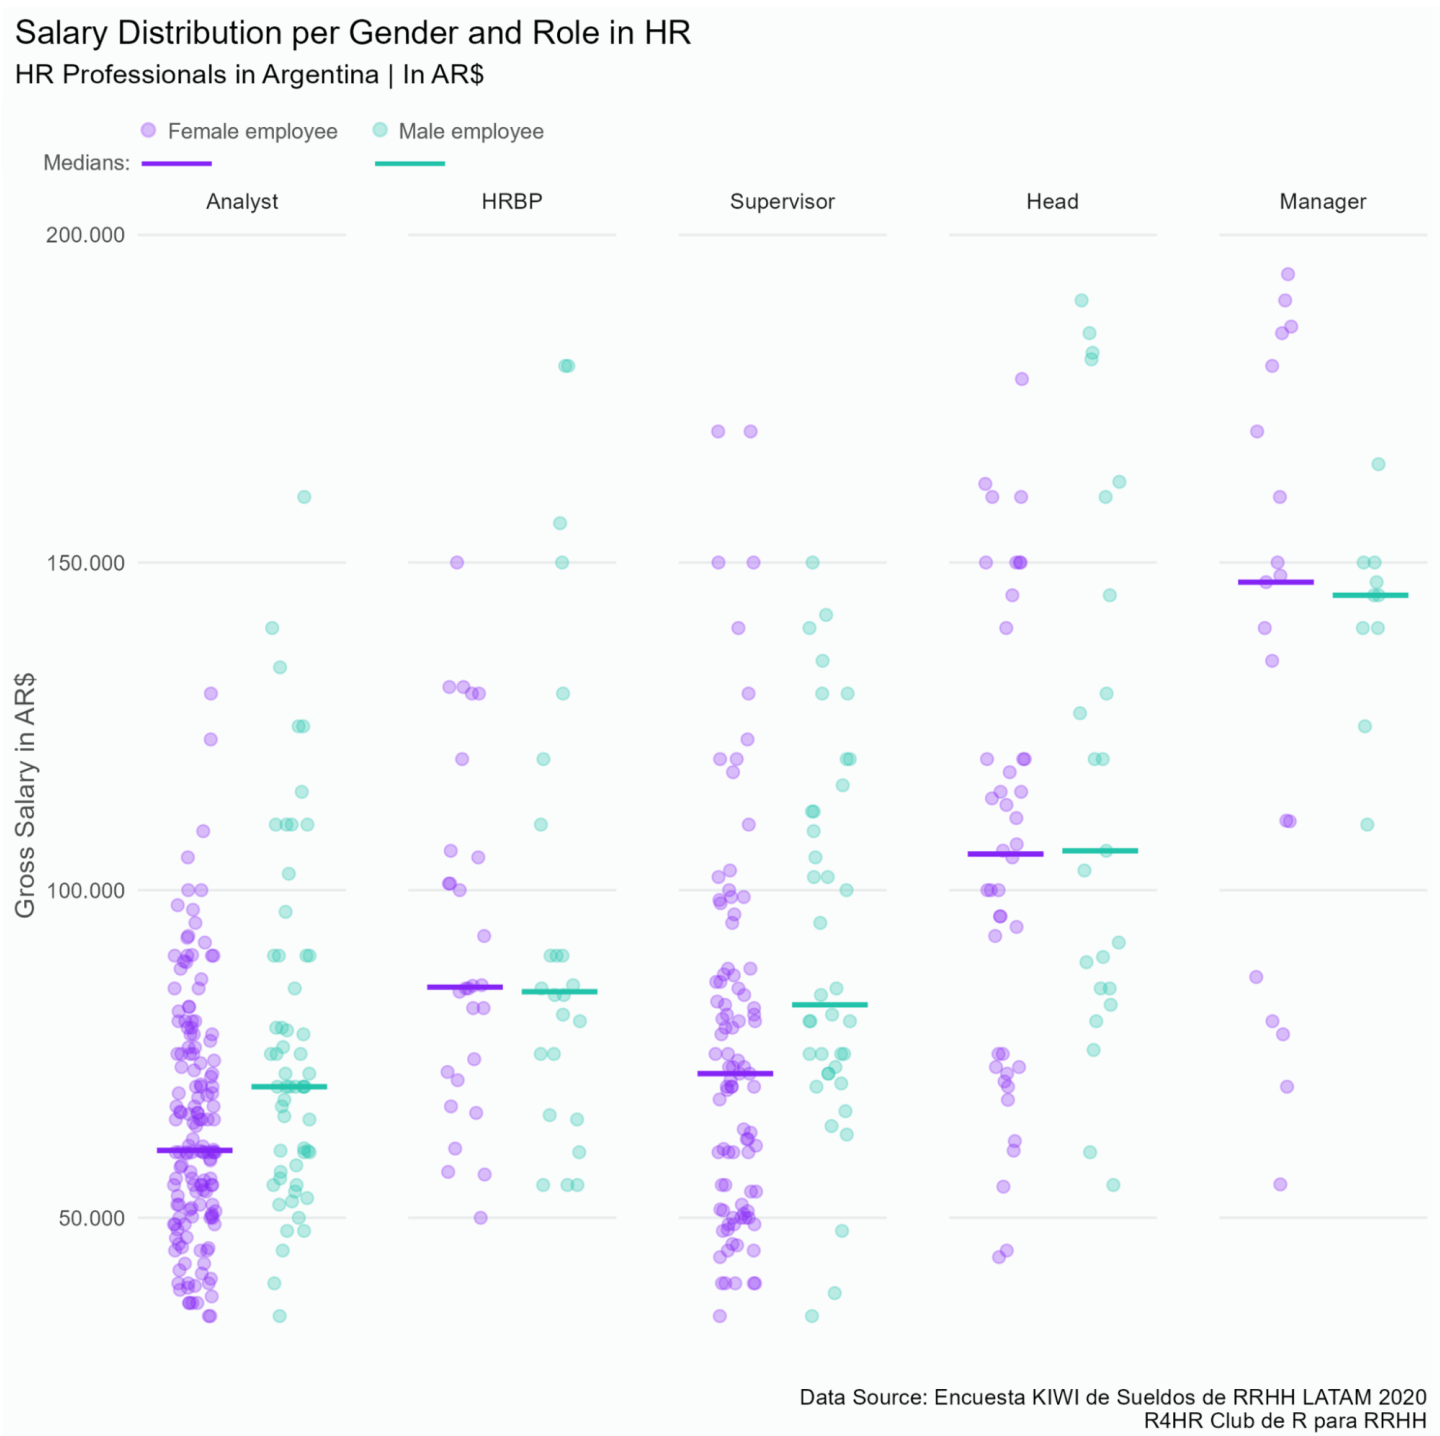 Salary Distribution per Gender and Role in HR
HR Professionals in Argentina | In AR$
Female employee
Male employee
Medians:
Analyst
HRBP
Supervisor
Head
Manager
200.000
150.000
100.000
50.000
Gross Salary in AR$
Data Source: Encuesta KIWI de Sueldos de RRHH LATAM 2020
R4HR Club de R para RRHH